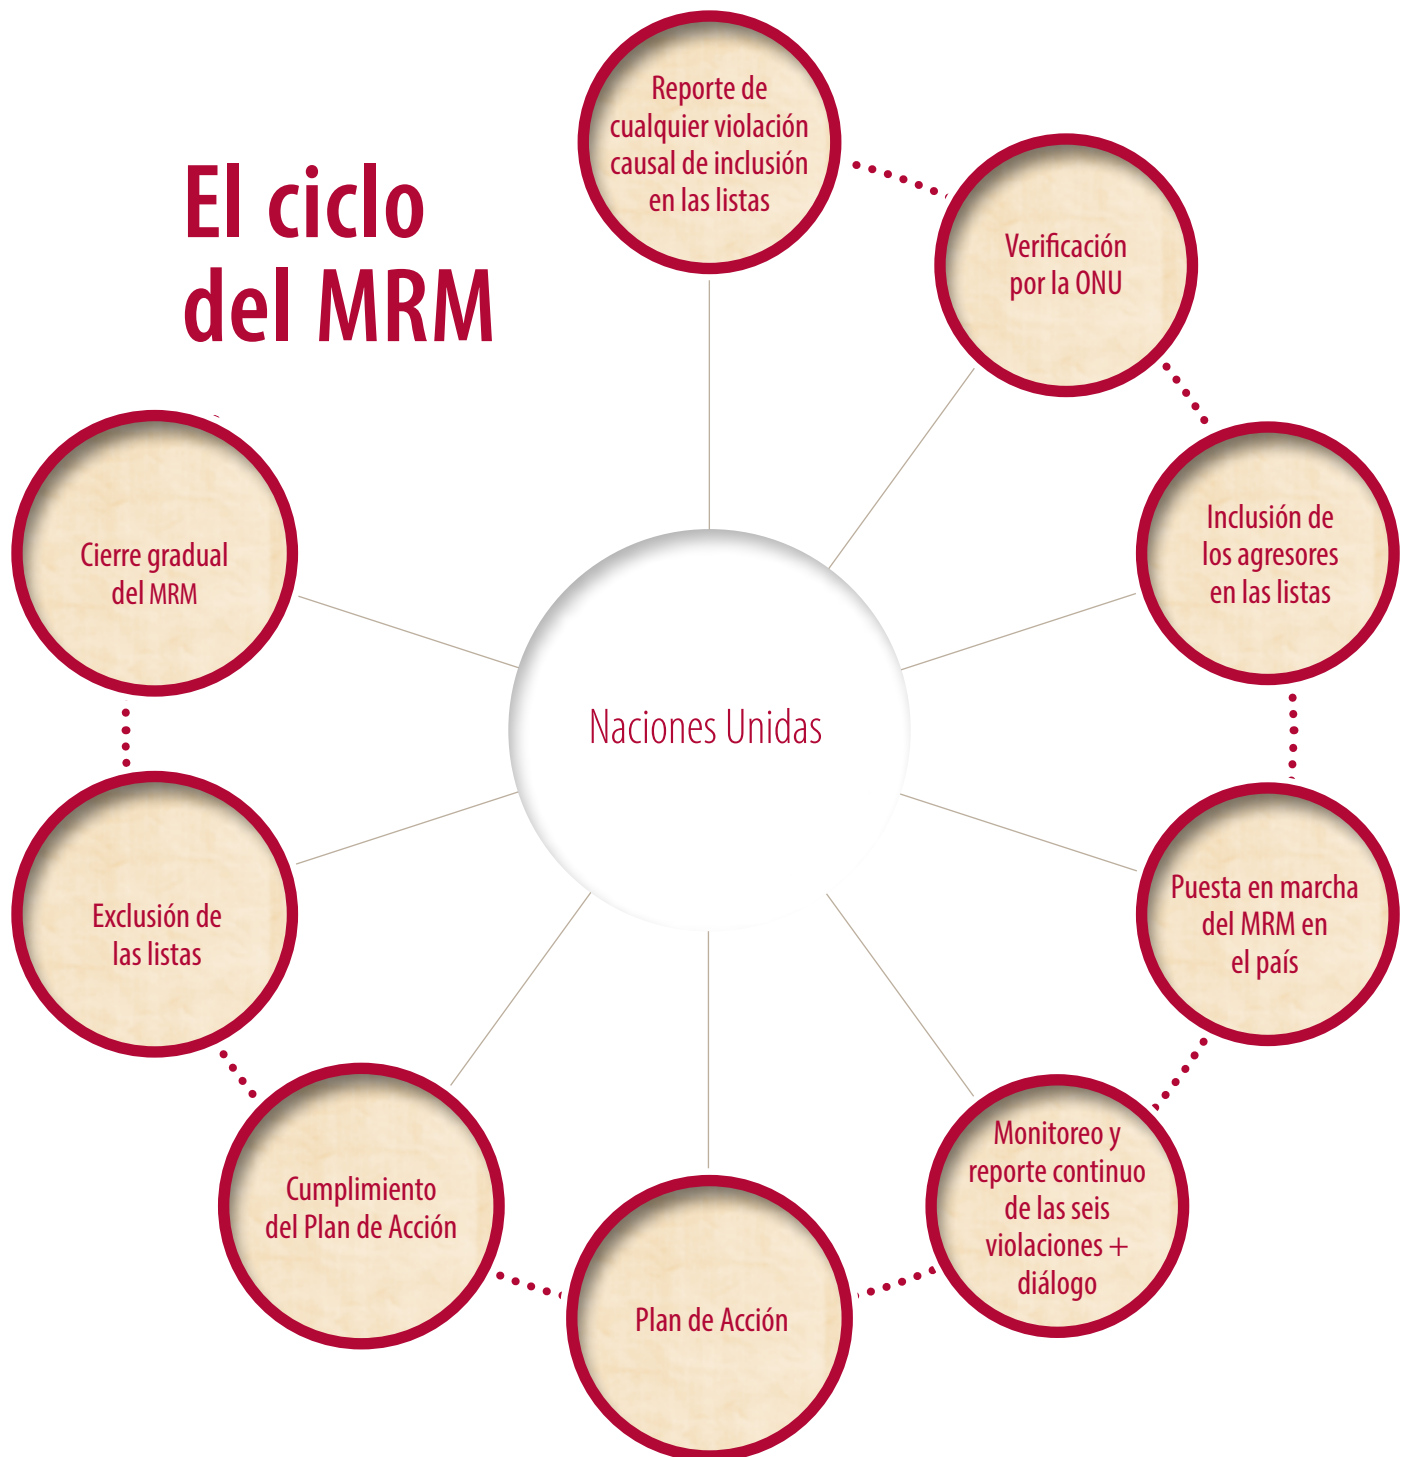 El ciclo
del MRM
Reporte de
cualquier violación
causal de inclusión
en las listas
Verificación
por la ONU
Inclusión de
los agresores
en las listas
Puesta en marcha
del MRM en
el país
Monitoreo y
reporte continuo
de las seis
violaciones +
diálogo
Plan de Acción
Cumplimiento
del Plan de Acción
Exclusión de
las listas
Cierre gradual
del MRM
Naciones Unidas